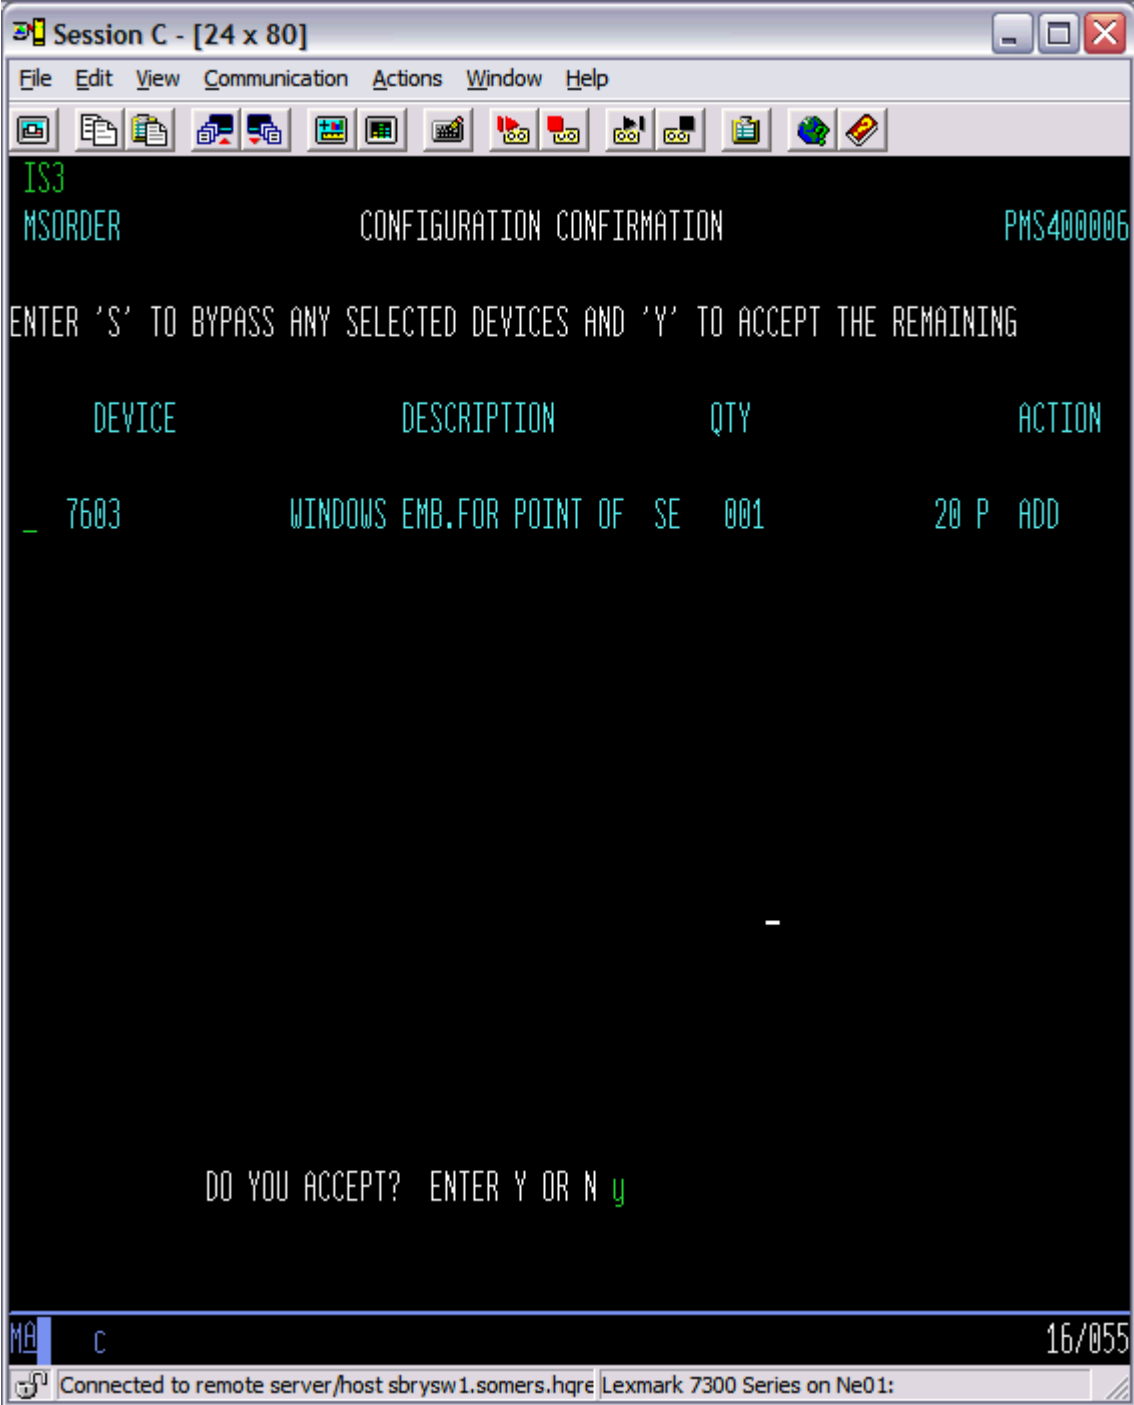 Session C - [24 x 80]
File Edit View Communication Actions Window Help
IS3
MSORDER CONFIGURATION CONFIRMATION PMS400006
ENTER 'S' TO BYPASS ANY SELECTED DEVICES AND 'Y' TO ACCEPT THE REMAINING
DEVICE DESCRIPTION QTY ACTION
_ 7603 WINDOWS EMB.FOR POINT OF SE 001 20 P ADD
DO YOU ACCEPT? ENTER Y OR N y
MA C 16/055
Connected to remote server/host sbrysw1.somers.hqre Lexmark 7300 Series on Ne01: